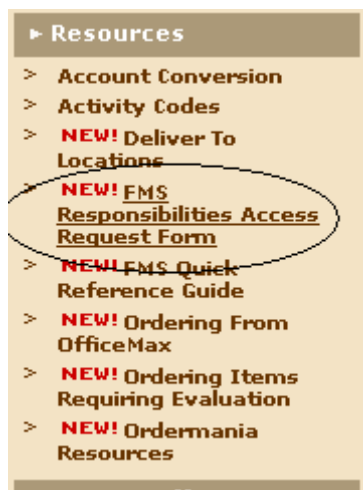 ▸ Resources
> Account Conversion
> Activity Codes
> NEW! Deliver To
Locations
> NEW! FMS
Responsibilities Access
Request Form
> NEW! FMS Quick
Reference Guide
> NEW! Ordering From
OfficeMax
> NEW! Ordering Items
Requiring Evaluation
> NEW! Ordermania
Resources